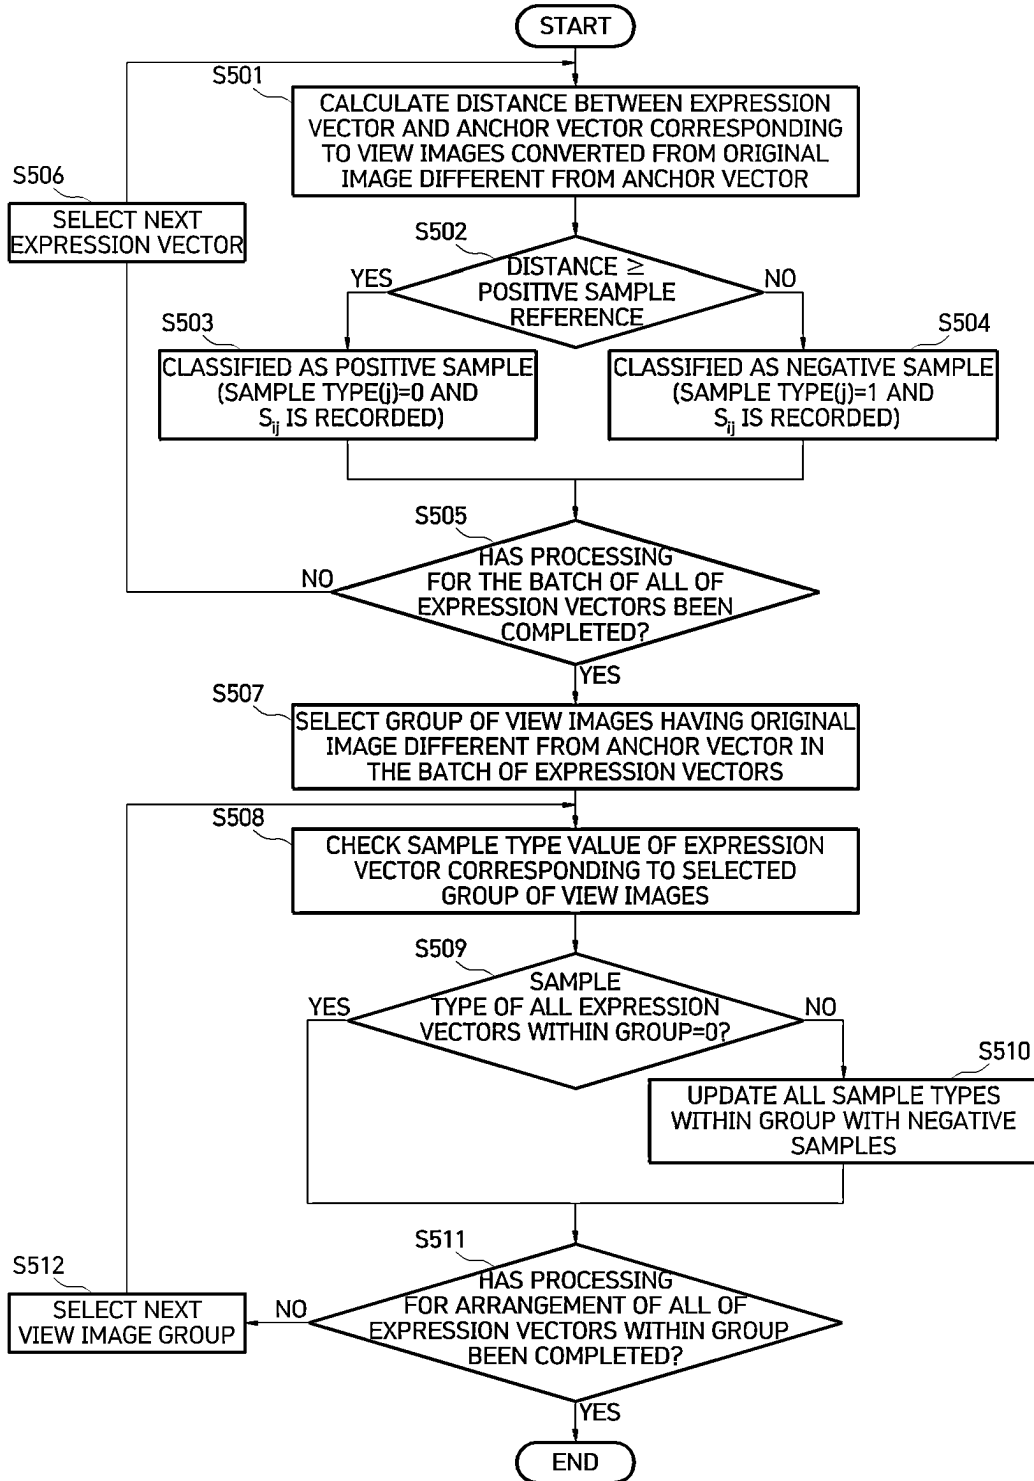 START
S501
CALCULATE DISTANCE BETWEEN EXPRESSION
VECTOR AND ANCHOR VECTOR CORRESPONDING
TO VIEW IMAGES CONVERTED FROM ORIGINAL
IMAGE DIFFERENT FROM ANCHOR VECTOR
S506
SELECT NEXT
EXPRESSION VECTOR
S502
DISTANCE ≥
POSITIVE SAMPLE
REFERENCE
YES
NO
S503
CLASSIFIED AS POSITIVE SAMPLE
(SAMPLE TYPE(j)=0 AND
Sij IS RECORDED)
S504
CLASSIFIED AS NEGATIVE SAMPLE
(SAMPLE TYPE(j)=1 AND
Sij IS RECORDED)
S505
HAS PROCESSING
FOR THE BATCH OF ALL OF
EXPRESSION VECTORS BEEN
COMPLETED?
NO
YES
S507
SELECT GROUP OF VIEW IMAGES HAVING ORIGINAL
IMAGE DIFFERENT FROM ANCHOR VECTOR IN
THE BATCH OF EXPRESSION VECTORS
S508
CHECK SAMPLE TYPE VALUE OF EXPRESSION
VECTOR CORRESPONDING TO SELECTED
GROUP OF VIEW IMAGES
S509
SAMPLE
TYPE OF ALL EXPRESSION
VECTORS WITHIN GROUP=0?
YES
NO
S510
UPDATE ALL SAMPLE TYPES
WITHIN GROUP WITH NEGATIVE
SAMPLES
S511
HAS PROCESSING
FOR ARRANGEMENT OF ALL OF
EXPRESSION VECTORS WITHIN GROUP
BEEN COMPLETED?
NO
S512
SELECT NEXT
VIEW IMAGE GROUP
YES
END